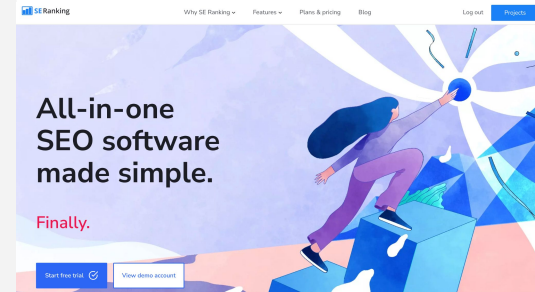 SE Ranking
Why SE Ranking
Features
Plans & pricing
Blog
Log out
Projects
All-in-one
SEO software
made simple.
Finally.
Start free trial
View demo account